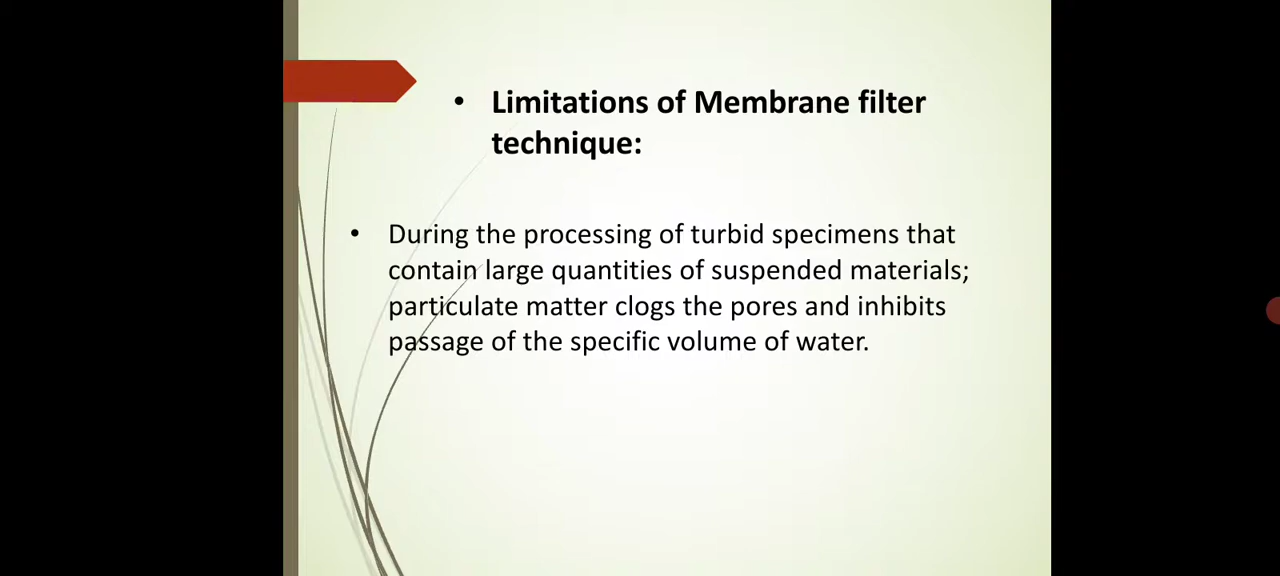 • Limitations of Membrane filter
technique:
• During the processing of turbid specimens that
contain large quantities of suspended materials;
particulate matter clogs the pores and inhibits
passage of the specific volume of water.